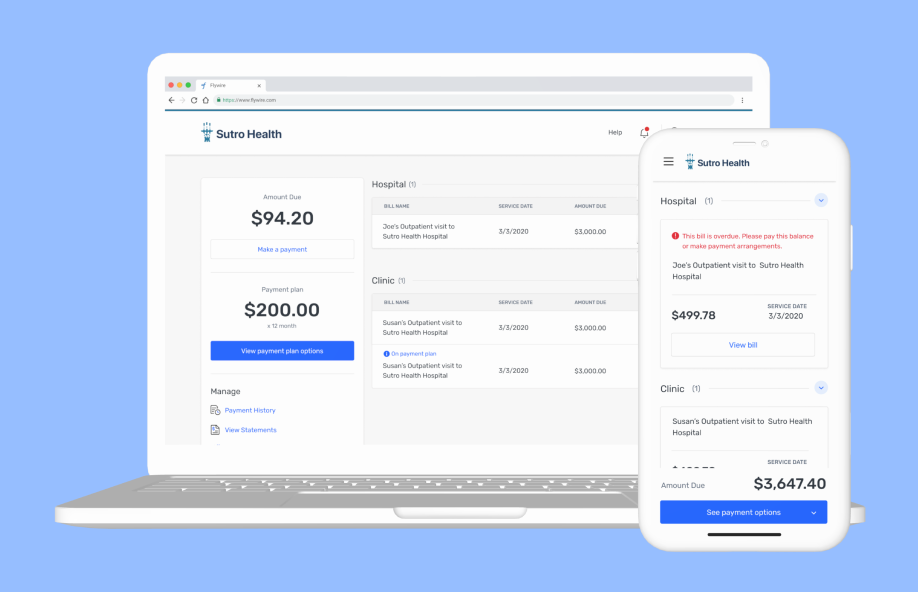 Flywire
https://www.flywire.com
Sutro Health
Help
Amount Due
$94.20
Make a payment
Payment plan
$200.00
x 12 month
View payment plan options
Manage
Payment History
View Statements
Hospital (1)
BILL NAME SERVICE DATE AMOUNT DUE
Joe's Outpatient visit to
Sutro Health Hospital
3/3/2020 $3,000.00
Clinic (1)
BILL NAME SERVICE DATE AMOUNT DUE
Susan's Outpatient visit to
Sutro Health Hospital
3/3/2020 $3,000.00
On payment plan
Susan's Outpatient visit to
Sutro Health Hospital
3/3/2020 $3,000.00
Sutro Health
Hospital (1)
This bill is overdue. Please pay this balance
or make payment arrangements.
Joe's Outpatient visit to Sutro Health
Hospital
SERVICE DATE
$499.78 3/3/2020
View bill
Clinic (1)
Susan's Outpatient visit to Sutro Health
Hospital
SERVICE DATE
Amount Due $3,647.40
See payment options